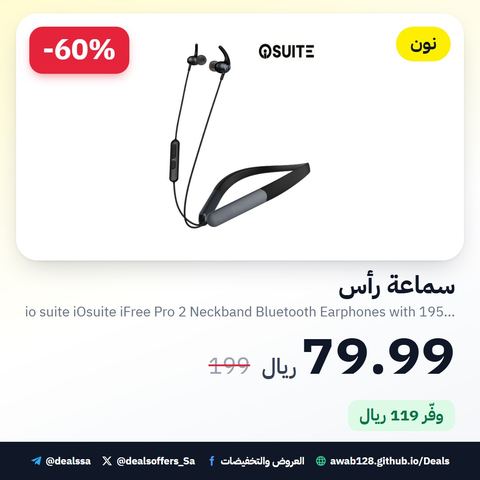 -60%
IOSUITE
نون
سماعة رأس
io suite iOsuite iFree Pro 2 Neckband Bluetooth Earphones with 195...
79.99 ريال 199
وفّر 119 ريال
@dealssa @dealsoffers_Sa العروض والتخفيضات awab128.github.io/Deals